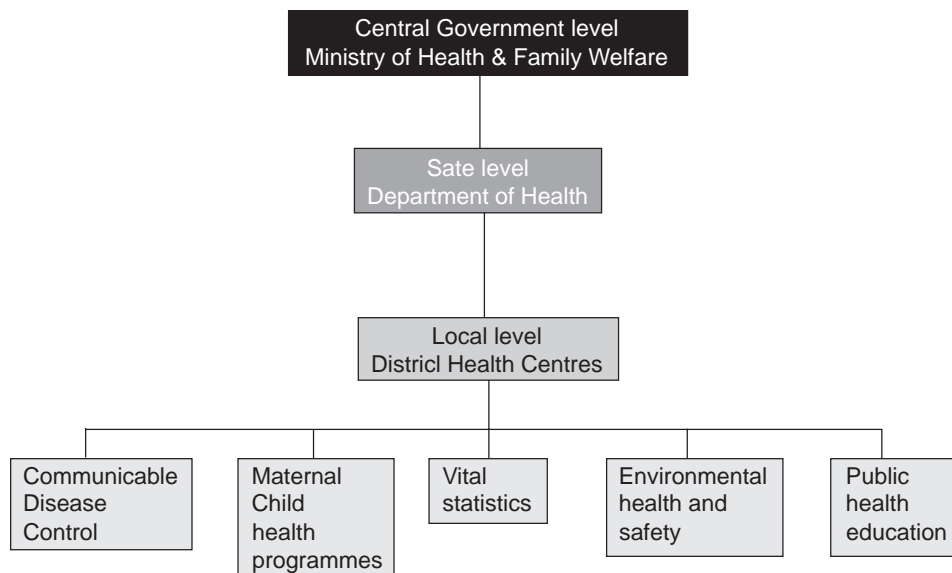 Central Government level
Ministry of Health & Family Welfare
Sate level
Department of Health
Local level
Districl Health Centres
Communicable
Disease
Control
Maternal
Child
health
programmes
Vital
statistics
Environmental
health and
safety
Public
health
education